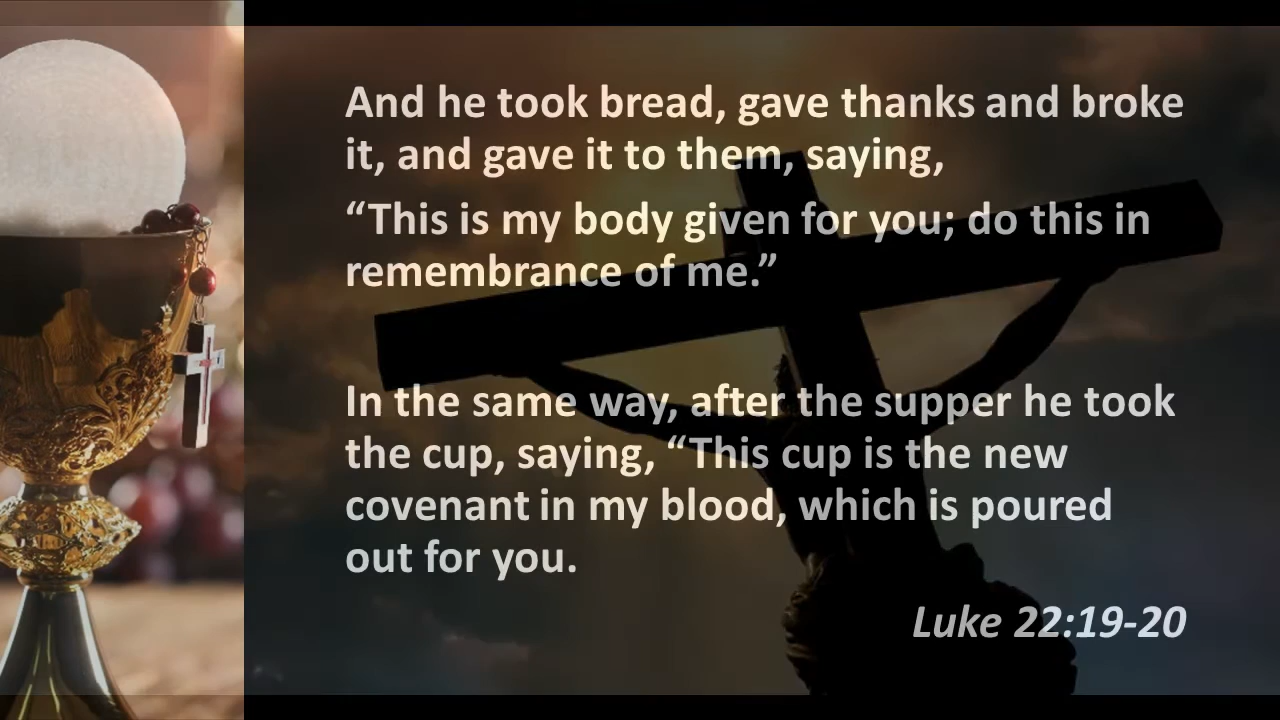 And he took bread, gave thanks and broke
it, and gave it to them, saying,
“This is my body given for you; do this in
remembrance of me.”
In the same way, after the supper he took
the cup, saying, “This cup is the new
covenant in my blood, which is poured
out for you.
Luke 22:19-20